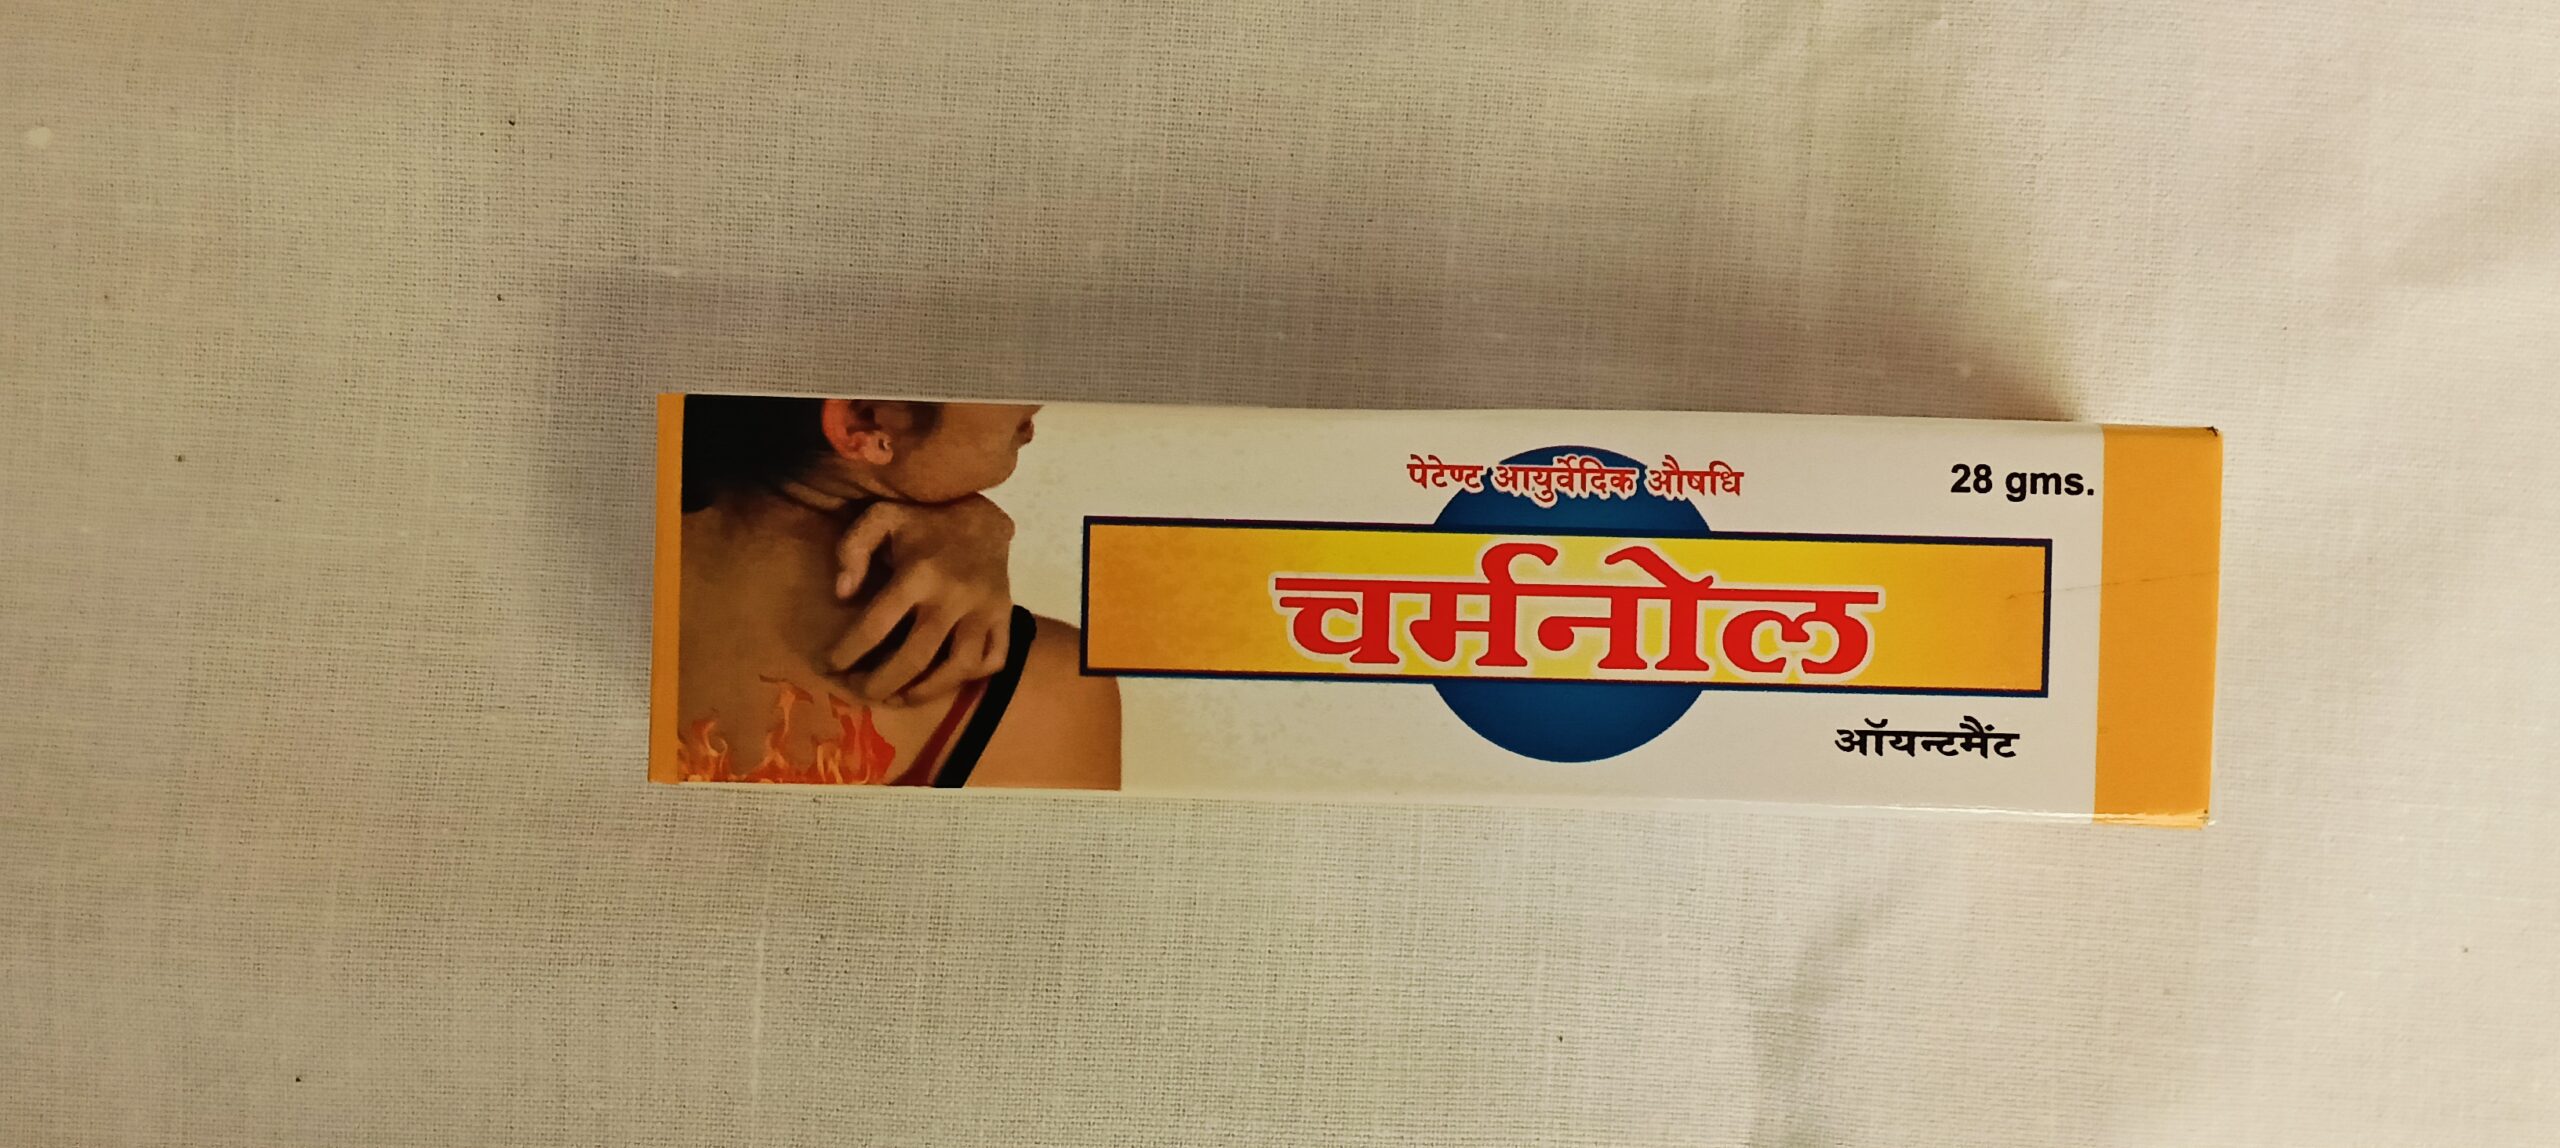 पेटेण्ट आयुर्वेदिक औषधि
28 gms.
चर्मनोल
ऑयन्टमैंट